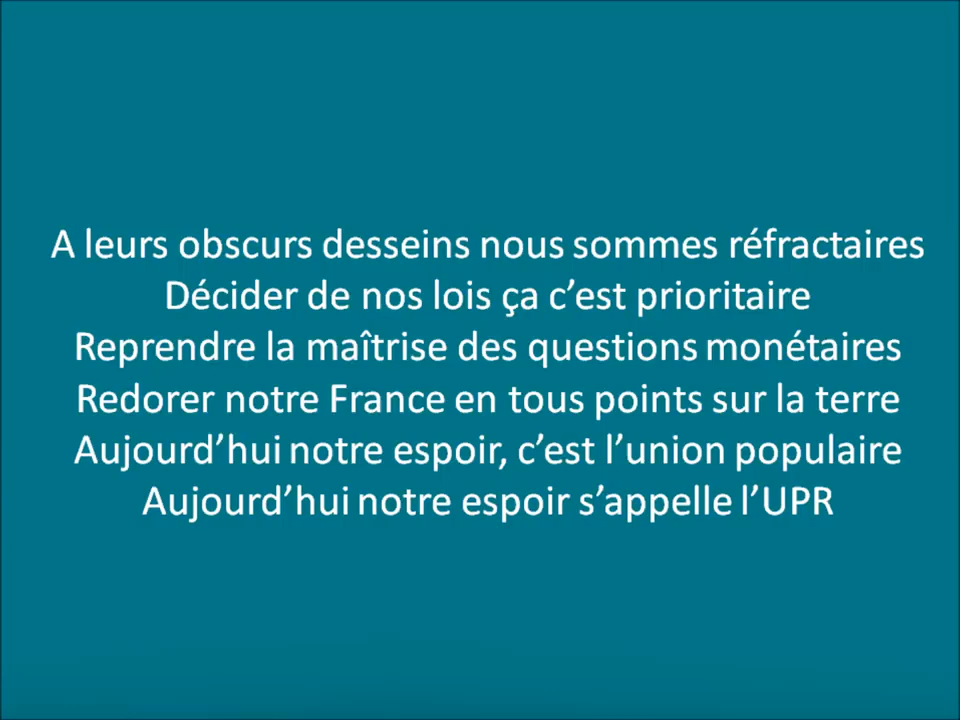 A leurs obscurs desseins nous sommes réfractaires
Décider de nos lois ça c’est prioritaire
Reprendre la maîtrise des questions monétaires
Redorer notre France en tous points sur la terre
Aujourd’hui notre espoir, c’est l’union populaire
Aujourd’hui notre espoir s’appelle l’UPR